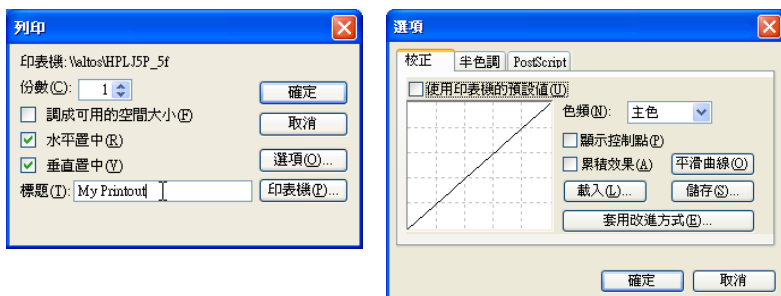 列印
印表機: \\altos\HPLJ5P_5f
份數(C): 1
調成可用的空間大小(F)
水平置中(R)
垂直置中(V)
標題(T): My Printout
確定
取消
選項(O)...
印表機(P)...
選項
校正 半色調 PostScript
使用印表機的預設值(U)
色頻(N): 主色
顯示控制點(P)
累積效果(A) 平滑曲線(O)
載入(L)... 儲存(S)...
套用改進方式(E)...
確定 取消